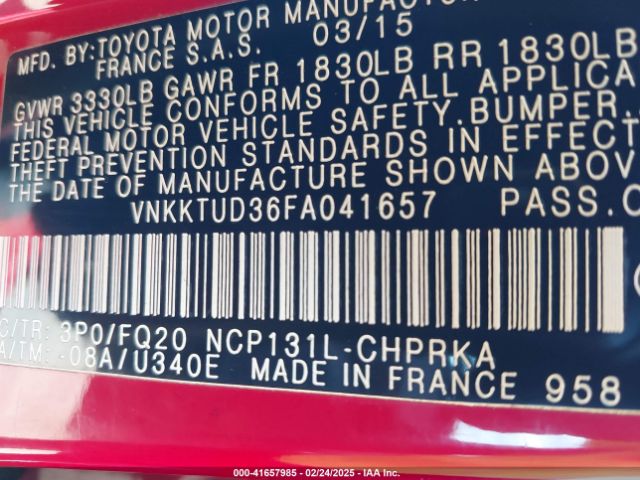 MFD. BY: TOYOTA MOTOR MANUFACTUR
FRANCE S.A.S. 03/15
GVWR 3330LB GAWR FR 1830LB RR 1830LB
THIS VEHICLE CONFORMS TO ALL APPLICA
FEDERAL MOTOR VEHICLE SAFETY, BUMPER,
THEFT PREVENTION STANDARDS IN EFFECT
THE DATE OF MANUFACTURE SHOWN ABOV
VNKKTUD36FA041657 PASS.C
C/TR: 3P0/FQ20 NCP131L-CHPRKA
A/TM: -08A/U340E MADE IN FRANCE 958
000-41657985 - 02/24/2025 - IAA Inc.